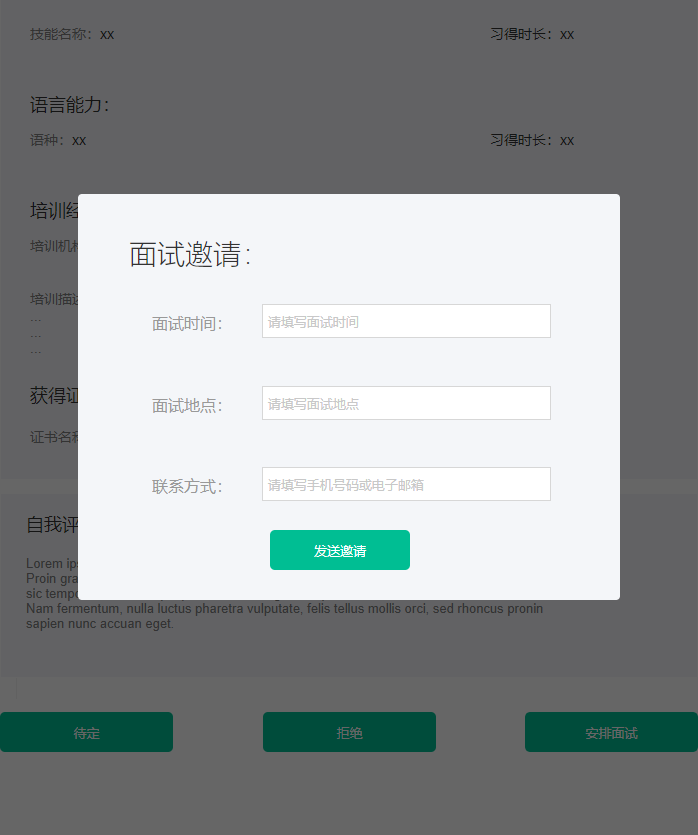 技能名称：xx 习得时长：xx
语言能力：
语种：xx 习得时长：xx
培训经
培训机
培训描述
...
...
...
获得证
证书名称
面试邀请：
面试时间： 请填写面试时间
面试地点： 请填写面试地点
联系方式： 请填写手机号码或电子邮箱
发送邀请
自我评
Lorem ips
Proin gra
sic tempo
Nam fermentum, nulla luctus pharetra vulputate, felis tellus mollis orci, sed rhoncus pronin
sapien nunc accuan eget.
待定 拒绝 安排面试